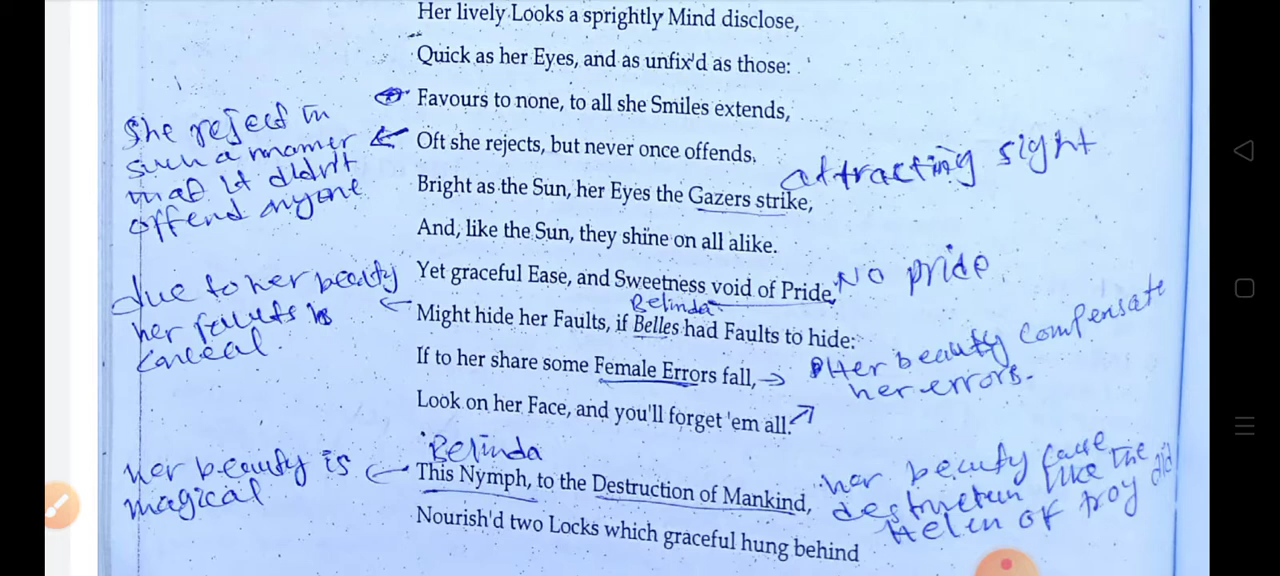 Her lively Looks a sprightly Mind disclose,
Quick as her Eyes, and as unfix'd as those:
Favours to none, to all she Smiles extends,
Oft she rejects, but never once offends.
Bright as the Sun, her Eyes the Gazers strike,
And, like the Sun, they shine on all alike.
Yet graceful Ease, and Sweetness void of Pride,
Might hide her Faults, if Belles had Faults to hide:
If to her share some Female Errors fall,
Look on her Face, and you'll forget 'em all.
This Nymph, to the Destruction of Mankind,
Nourish'd two Locks which graceful hung behind
she reject in
such a manner
that it didn't
offend anyone
due to her beauty
her faults is
conceal.
her beauty is
magical
attracting sight
No pride.
Belinda
Her beauty compensate
her errors.
Belinda
her beauty cause
destruction like the
Helen of troy did